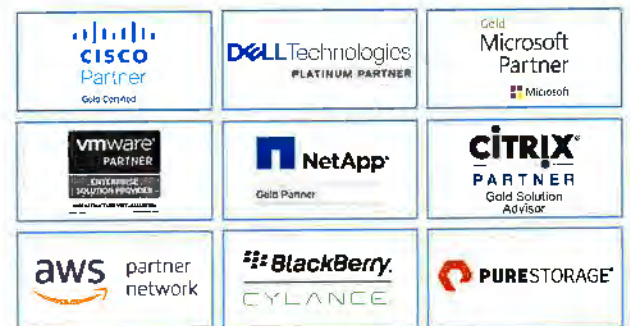 CISCO
Partner
Gold Certified
DELLTechnologies
PLATINUM PARTNER
Gold
Microsoft
Partner
Microsoft
vmware
PARTNER
ENTERPRISE
SOLUTION PROVIDER
NetApp
Gold Partner
CITRIX
PARTNER
Gold Solution
Advisor
aws partner
network
BlackBerry.
CYLANCE
PURESTORAGE